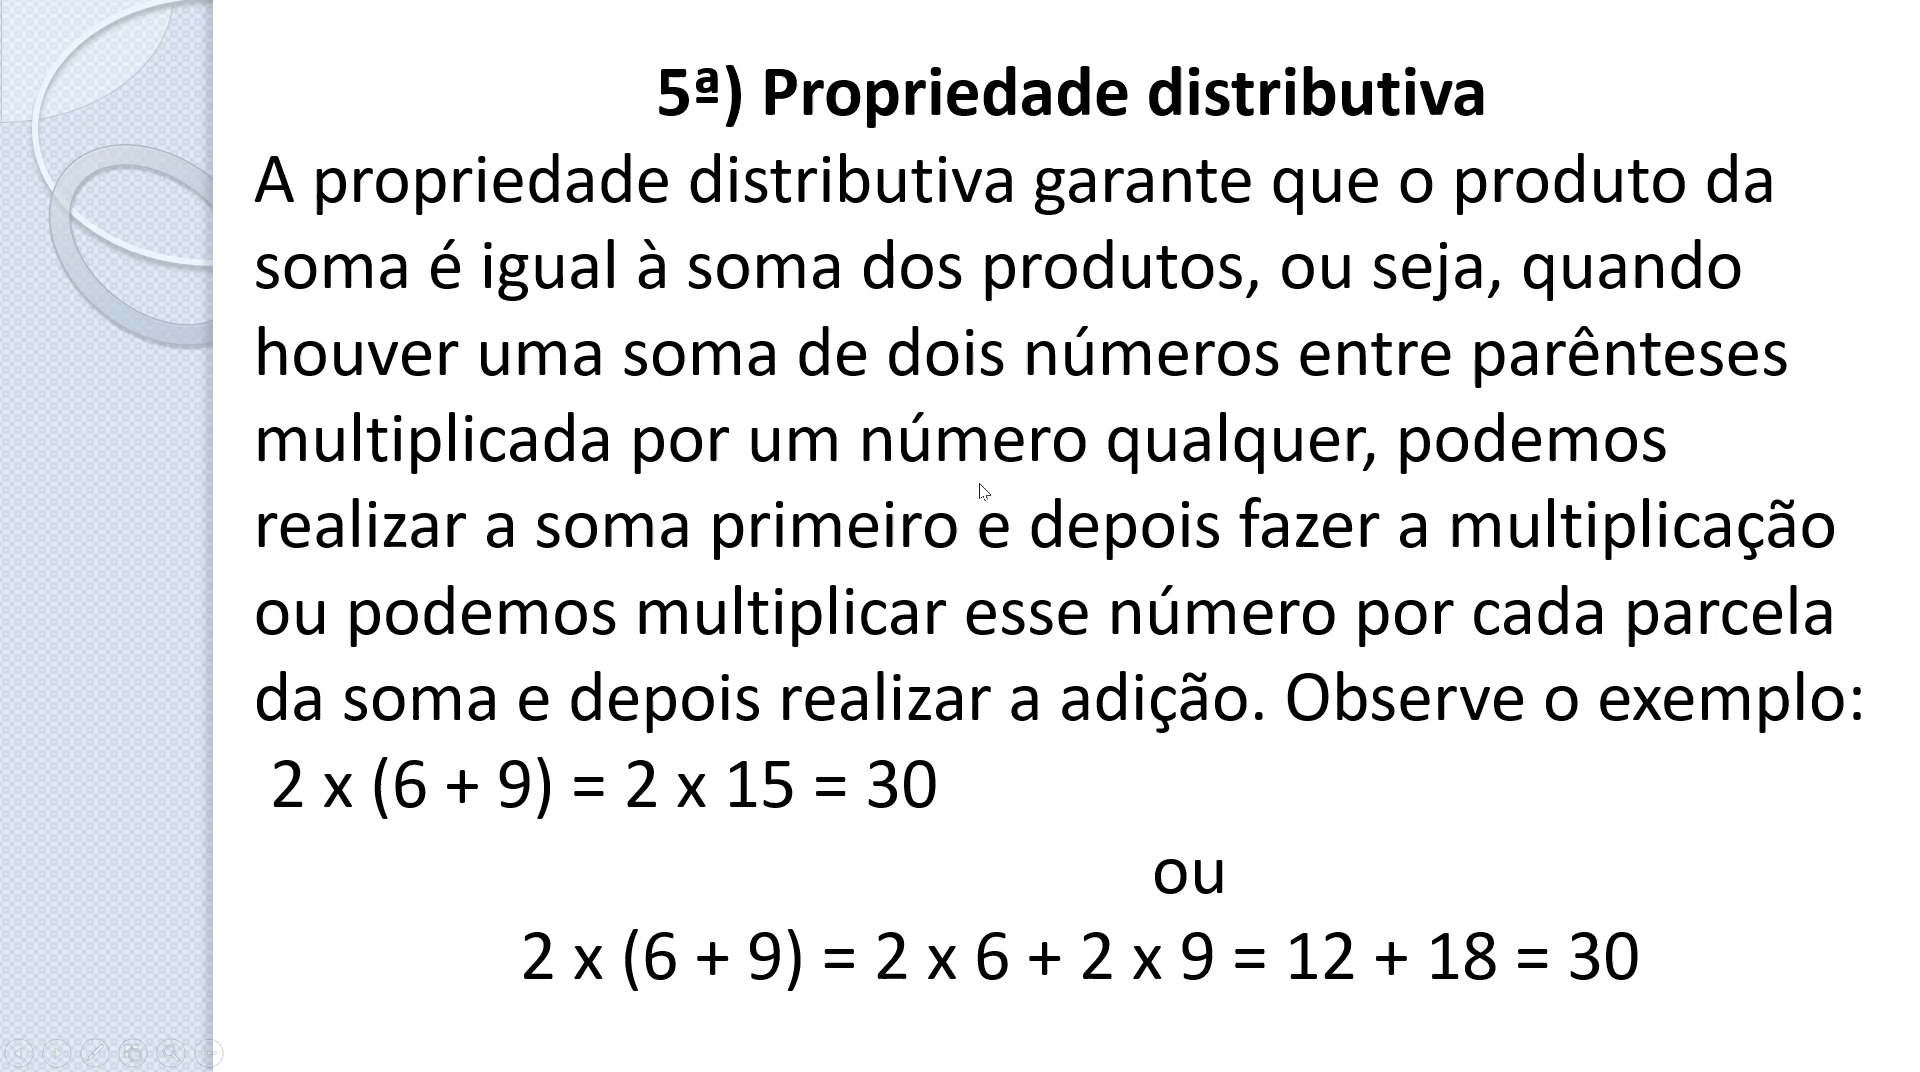 5ª) Propriedade distributiva
A propriedade distributiva garante que o produto da
soma é igual à soma dos produtos, ou seja, quando
houver uma soma de dois números entre parênteses
multiplicada por um número qualquer, podemos
realizar a soma primeiro e depois fazer a multiplicação
ou podemos multiplicar esse número por cada parcela
da soma e depois realizar a adição. Observe o exemplo:
2 x (6 + 9) = 2 x 15 = 30
ou
2 x (6 + 9) = 2 x 6 + 2 x 9 = 12 + 18 = 30